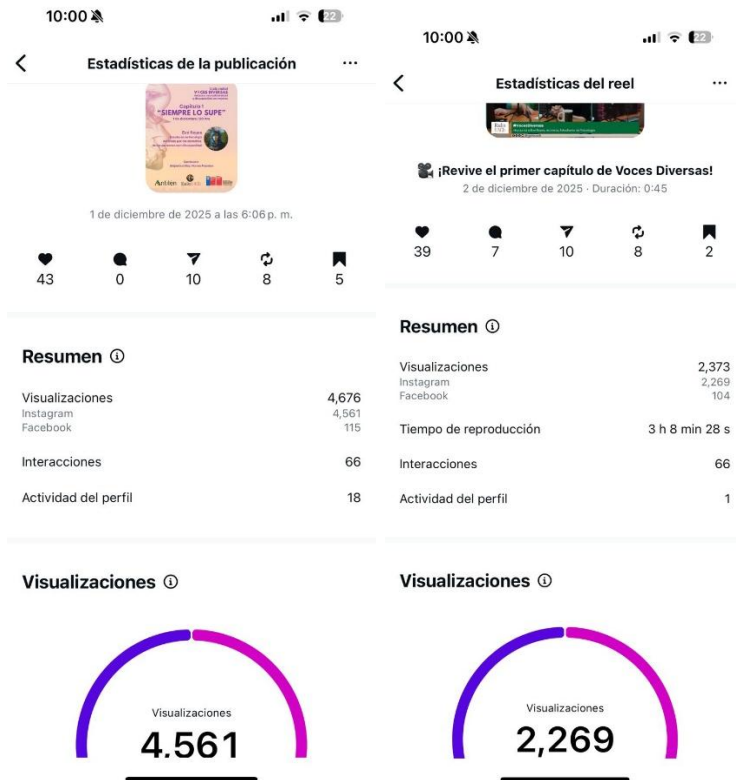 10:00
22
Estadísticas de la publicación
VOCES DIVERSAS
Capítulo 1
"SIEMPRE LO SUPE"
1 de diciembre de 2025 a las 6:06 p. m.
43 0 10 8 5
Resumen
Visualizaciones 4,676
Instagram 4,561
Facebook 115
Interacciones 66
Actividad del perfil 18
Visualizaciones
Visualizaciones
4,561
10:00
22
Estadísticas del reel
¡Revive el primer capítulo de Voces Diversas!
2 de diciembre de 2025 · Duración: 0:45
39 7 10 8 2
Resumen
Visualizaciones 2,373
Instagram 2,269
Facebook 104
Tiempo de reproducción 3 h 8 min 28 s
Interacciones 66
Actividad del perfil 1
Visualizaciones
Visualizaciones
2,269